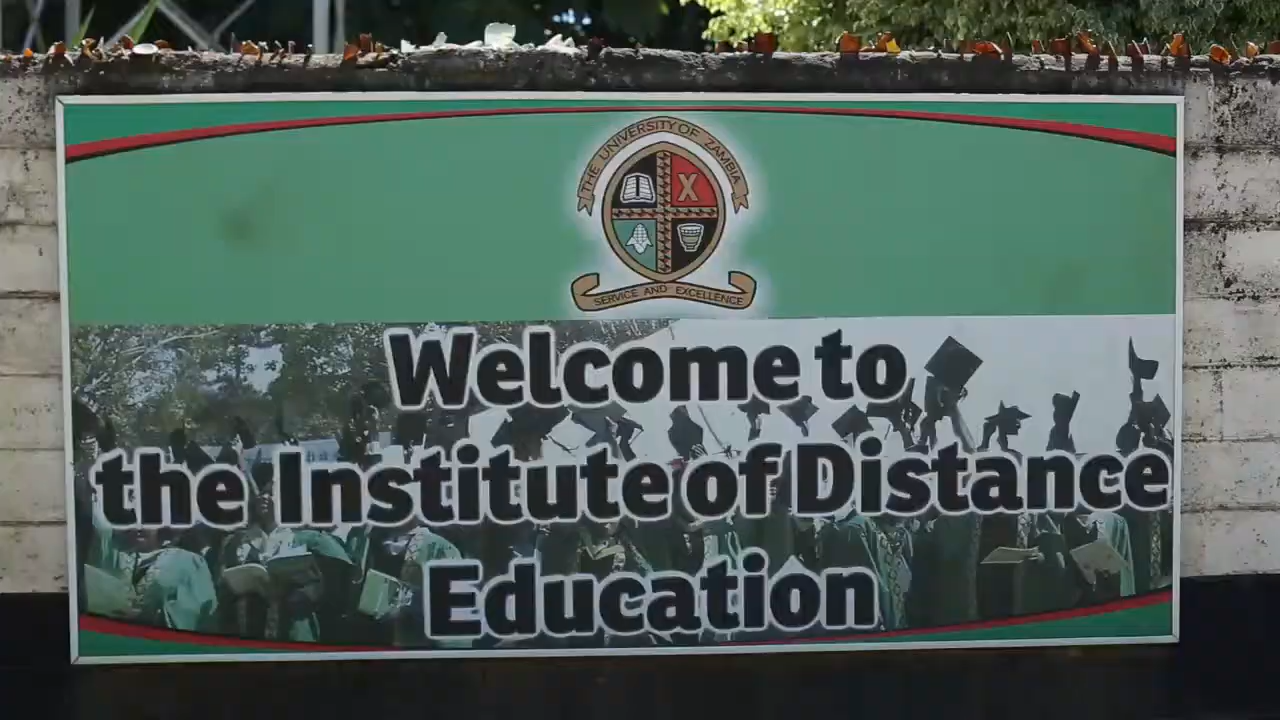 THE UNIVERSITY OF ZAMBIA
SERVICE AND EXCELLENCE
Welcome to
the Institute of Distance
Education